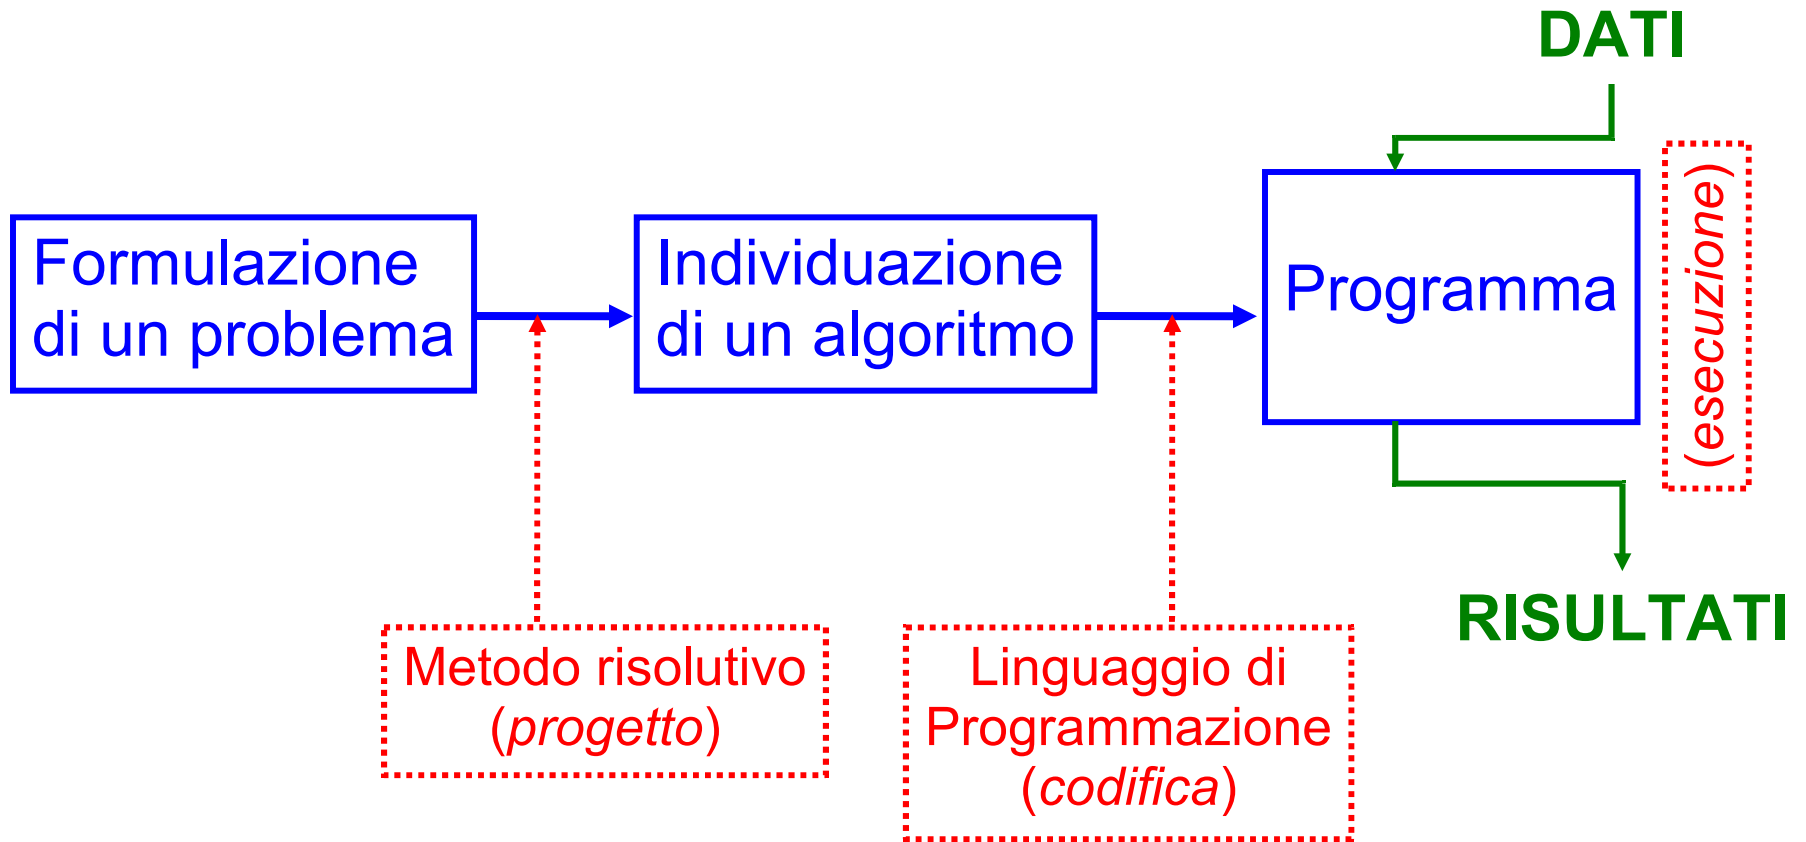 DATI
Formulazione
di un problema
Individuazione
di un algoritmo
Programma
(esecuzione)
RISULTATI
Metodo risolutivo
(progetto)
Linguaggio di
Programmazione
(codifica)